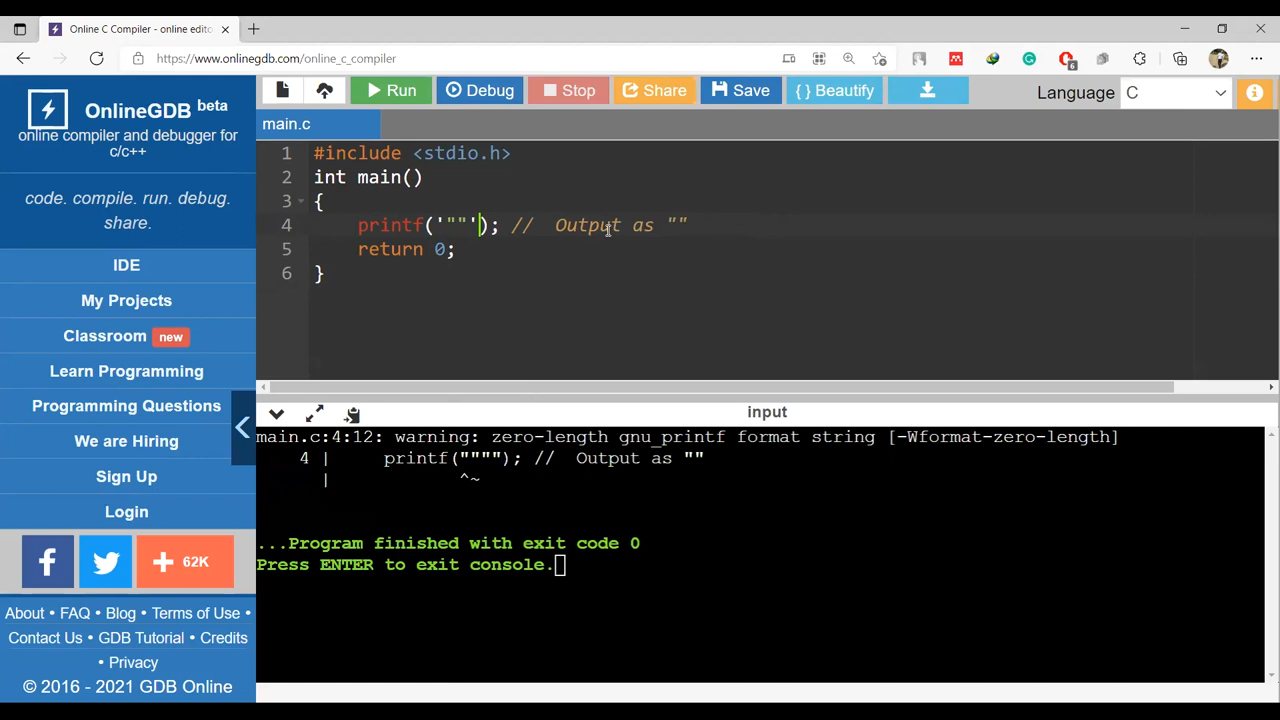 Online C Compiler - online edito
https://www.onlinegdb.com/online_c_compiler
6
OnlineGDB beta
online compiler and debugger for
c/c++
code. compile. run. debug.
share.
IDE
My Projects
Classroom new
Learn Programming
Programming Questions
We are Hiring
Sign Up
Login
f
+ 62K
About • FAQ • Blog • Terms of Use •
Contact Us • GDB Tutorial • Credits
• Privacy
© 2016 - 2021 GDB Online
Run Debug Stop Share Save { } Beautify Language C
main.c
1 #include <stdio.h>
2 int main()
3 {
4 printf('""'); // Output as ""
5 return 0;
6 }
input
main.c:4:12: warning: zero-length gnu_printf format string [-Wformat-zero-length]
4 | printf(""""); // Output as ""
| ^~
...Program finished with exit code 0
Press ENTER to exit console.